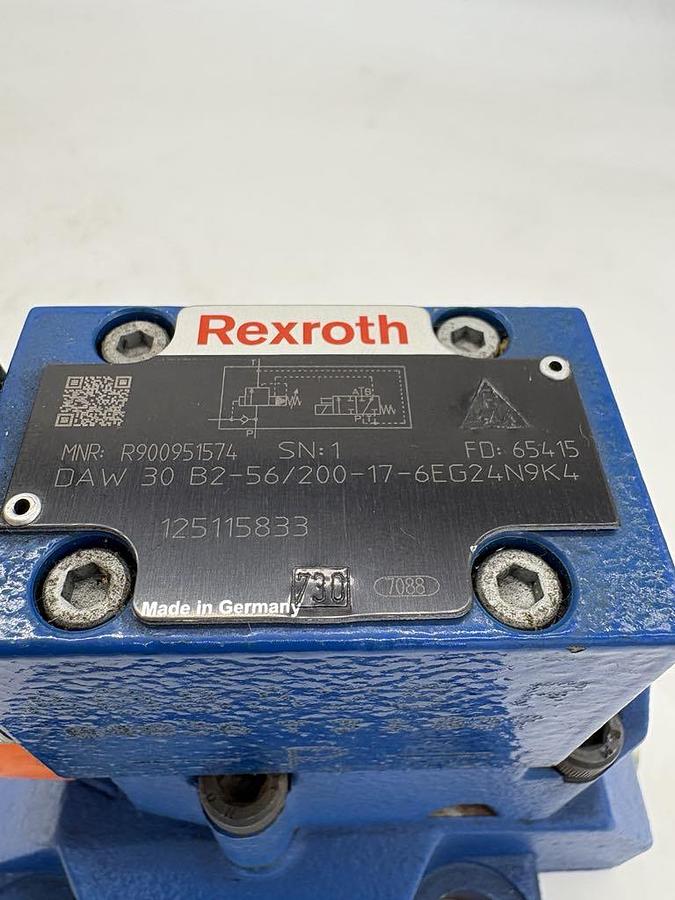 Rexroth
T
A B
P T
P
MNR: R900951574 SN: 1 FD: 65415
DAW 30 B2-56/200-17-6EG24N9K4
125115833
730 7088
Made in Germany